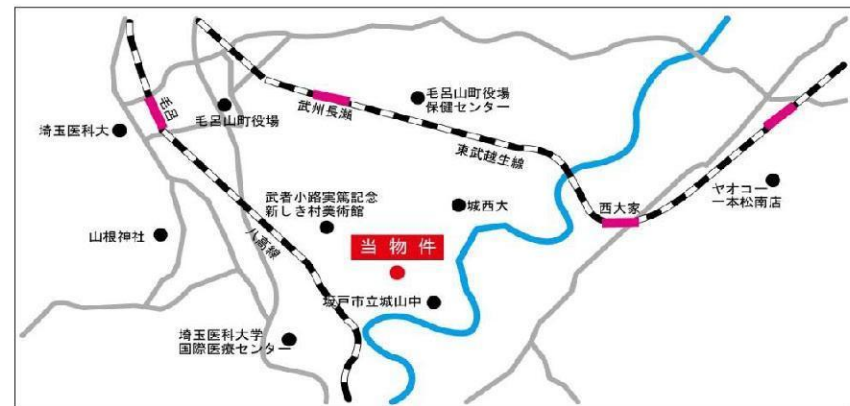 毛呂
埼玉医科大
毛呂山町役場
武州長瀬
毛呂山町役場
保健センター
東武越生線
ヤオコー
一本松南店
西大家
城西大
武者小路実篤記念
新しき村美術館
山根神社
八高線
当物件
坂戸市立城山中
埼玉医科大学
国際医療センター